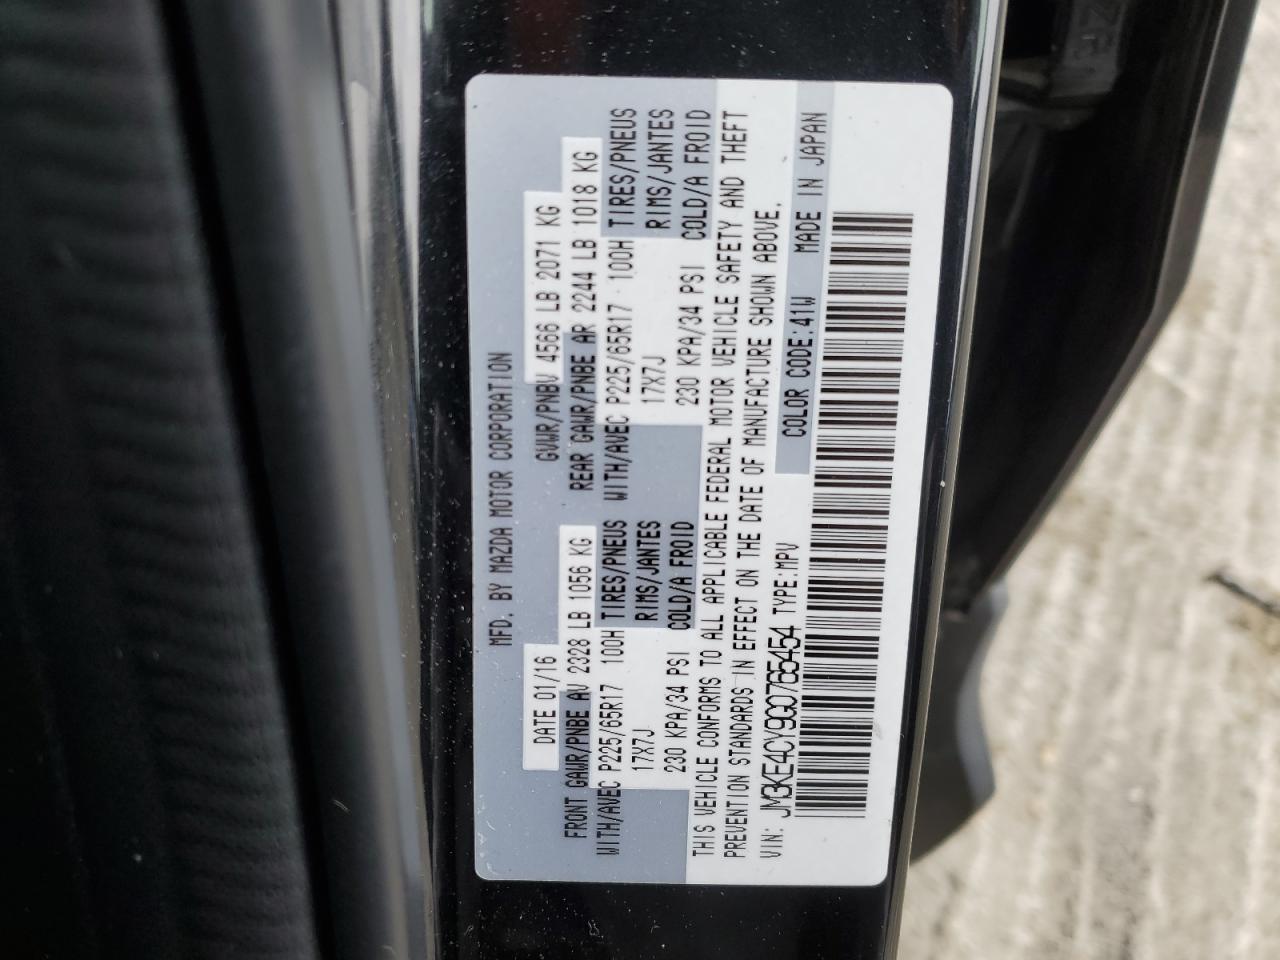 MFD. BY MAZDA MOTOR CORPORATION
DATE 01/16 GVWR/PNBV 4566 LB 2071 KG
FRONT GAWR/PNBE AV 2328 LB 1056 KG REAR GAWR/PNBE AR 2244 LB 1018 KG
WITH/AVEC P225/65R17 100H TIRES/PNEUS WITH/AVEC P225/65R17 100H TIRES/PNEUS
17X7J RIMS/JANTES 17X7J RIMS/JANTES
230 KPA/34 PSI COLD/A FROID 230 KPA/34 PSI COLD/A FROID
THIS VEHICLE CONFORMS TO ALL APPLICABLE FEDERAL MOTOR VEHICLE SAFETY AND THEFT
PREVENTION STANDARDS IN EFFECT ON THE DATE OF MANUFACTURE SHOWN ABOVE.
VIN: JM3KE4CY9G0765454 TYPE:MPV COLOR CODE:41W MADE IN JAPAN